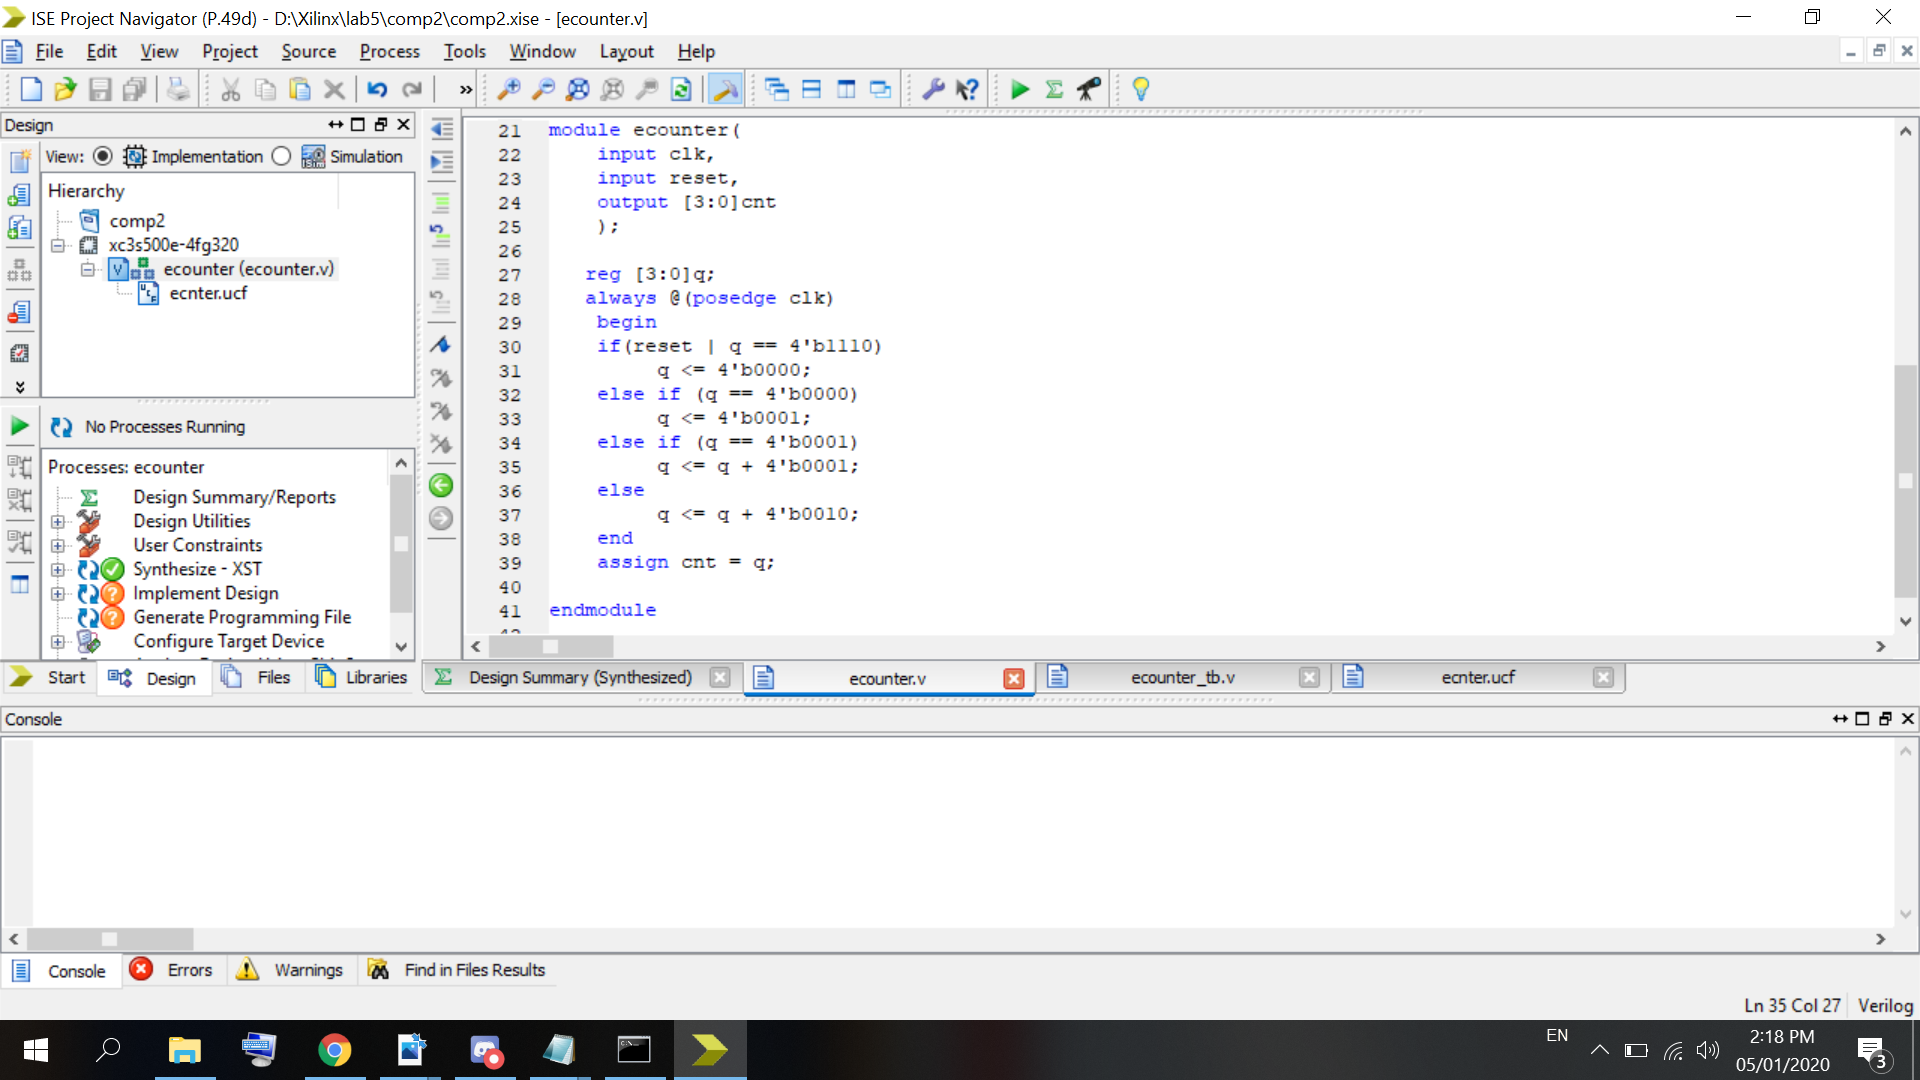 ISE Project Navigator (P.49d) - D:\Xilinx\lab5\comp2\comp2.xise - [ecounter.v]
File Edit View Project Source Process Tools Window Layout Help
»
Design
View: Implementation Simulation
Hierarchy
comp2
xc3s500e-4fg320
ecounter (ecounter.v)
ecnter.ucf
No Processes Running
Processes: ecounter
Design Summary/Reports
Design Utilities
User Constraints
Synthesize - XST
Implement Design
Generate Programming File
Configure Target Device
Start Design Files Libraries
21 module ecounter(
22 input clk,
23 input reset,
24 output [3:0]cnt
25 );
26
27 reg [3:0]q;
28 always @(posedge clk)
29 begin
30 if(reset | q == 4'b1110)
31 q <= 4'b0000;
32 else if (q == 4'b0000)
33 q <= 4'b0001;
34 else if (q == 4'b0001)
35 q <= q + 4'b0001;
36 else
37 q <= q + 4'b0010;
38 end
39 assign cnt = q;
40
41 endmodule
Design Summary (Synthesized) ecounter.v ecounter_tb.v ecnter.ucf
Console
Console Errors Warnings Find in Files Results
Ln 35 Col 27 Verilog
EN
2:18 PM
05/01/2020
3